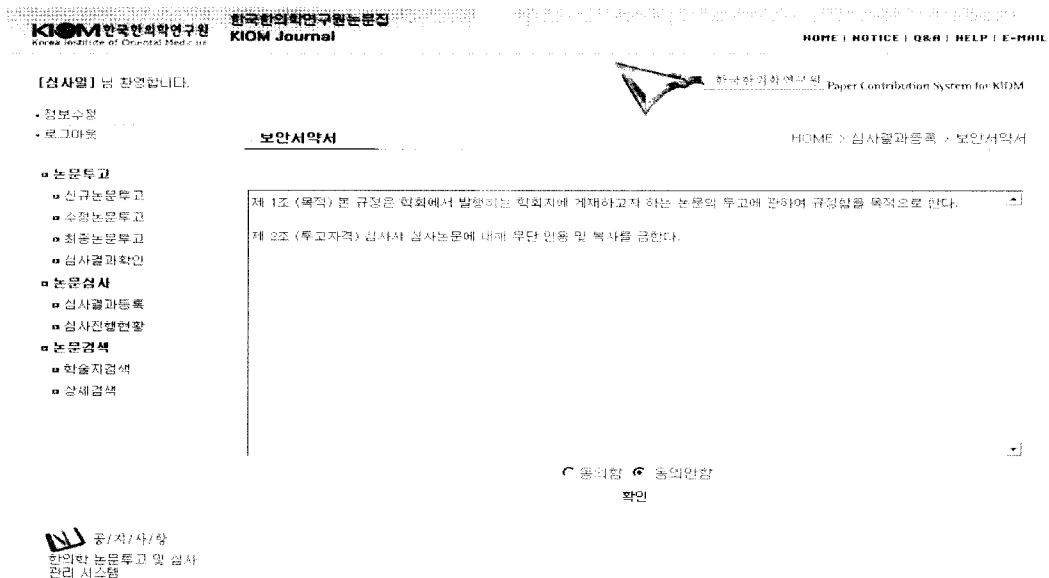 KIOM 한국한의학연구원
Korea Institute of Oriental Medicine
한국한의학연구원논문집
KIOM Journal
HOME | NOTICE | Q&A | HELP | E-MAIL
[심사일] 님 환영합니다.
한국한의학연구원 Paper Contribution System for KIOM
정보수정
로그아웃
보안서약서
HOME > 심사결과등록 > 보안서약서
논문투고
신규논문투고
수정논문투고
최종논문투고
심사결과확인
논문심사
심사결과등록
심사진행현황
논문검색
학술지검색
상세검색
제 1조 (목적) 본 규정은 학회에서 발행하는 학회지에 게재하고자 하는 논문의 투고에 관하여 규정함을 목적으로 한다.
제 2조 (투고자격) 심사시 심사논문에 대해 무단 인용 및 복사를 금한다.
동의함 동의안함
확인
공/지/사/항
한의학 논문투고 및 심사
관리 시스템